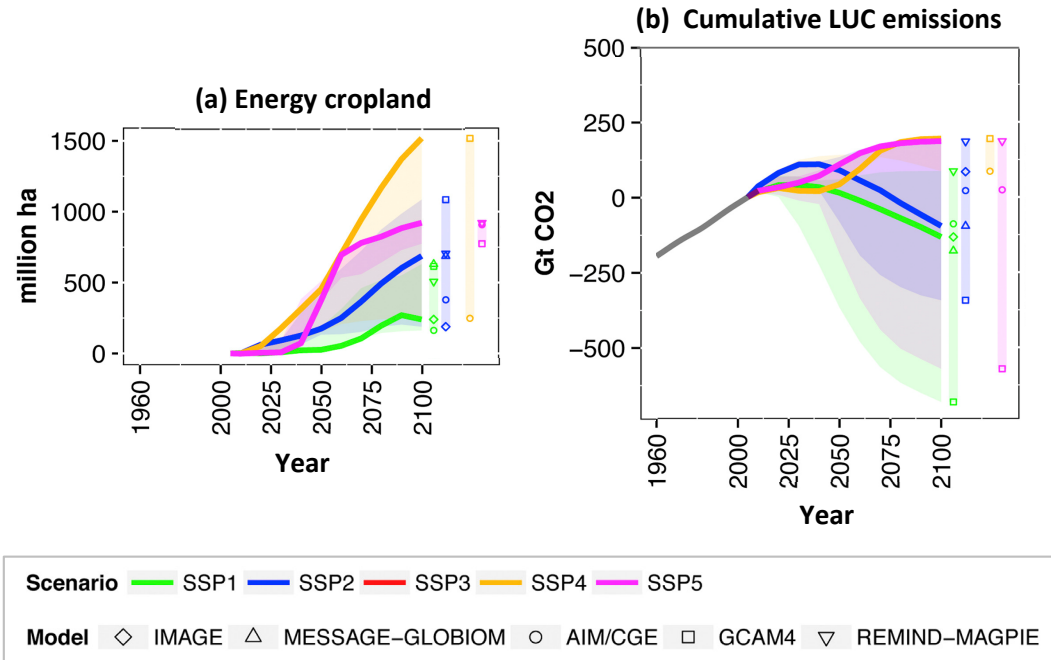 (a) Energy cropland
million ha
1500
1000
500
0
1960
2000
2025
2050
2075
2100
Year
(b) Cumulative LUC emissions
Gt CO2
500
250
0
−250
−500
1960
2000
2025
2050
2075
2100
Year
Scenario SSP1 SSP2 SSP3 SSP4 SSP5
Model IMAGE MESSAGE−GLOBIOM AIM/CGE GCAM4 REMIND−MAGPIE